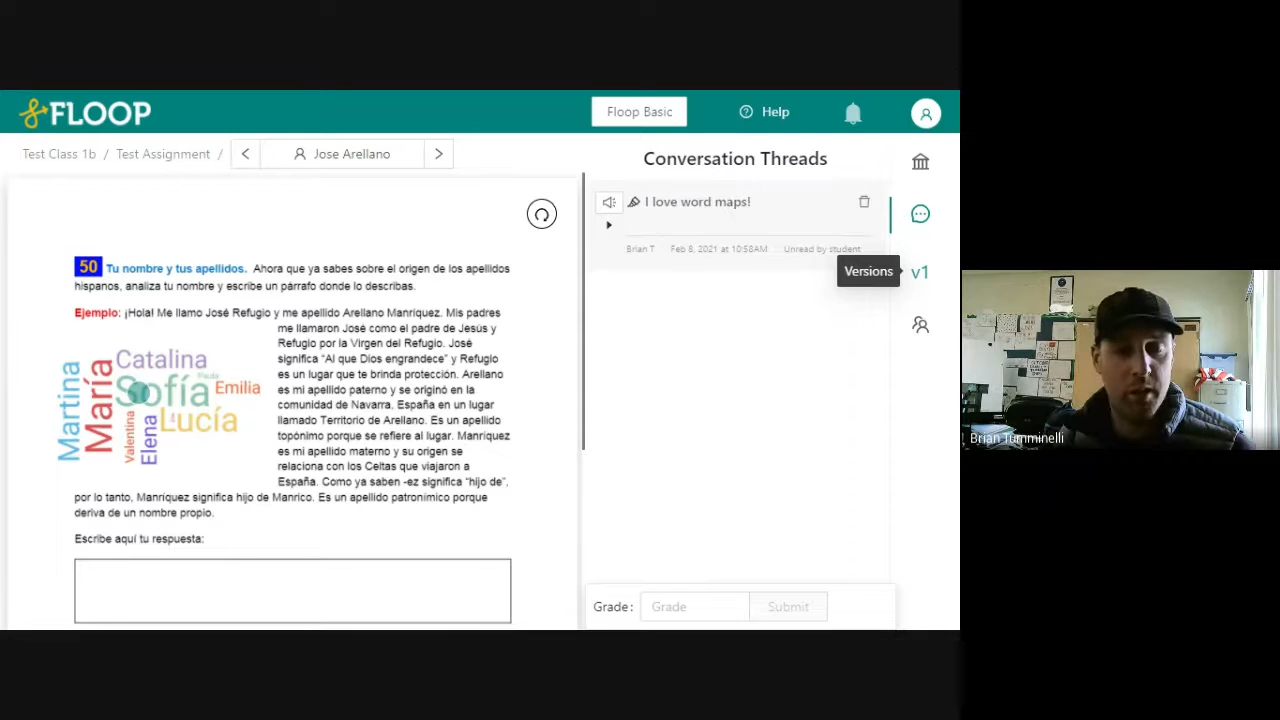 FLOOP
Floop Basic
Help
Test Class 1b / Test Assignment /
Jose Arellano
Conversation Threads
I love word maps!
Brian T Feb 8, 2021 at 10:58AM Unread by student
Versions
v1
50 Tu nombre y tus apellidos. Ahora que ya sabes sobre el origen de los apellidos
hispanos, analiza tu nombre y escribe un párrafo donde lo describas.
Ejemplo: ¡Hola! Me llamo José Refugio y me apellido Arellano Manríquez. Mis padres
me llamaron José como el padre de Jesús y
Refugio por la Virgen del Refugio. José
significa “Al que Dios engrandece” y Refugio
es un lugar que te brinda protección. Arellano
es mi apellido paterno y se originó en la
comunidad de Navarra, España en un lugar
llamado Territorio de Arellano. Es un apellido
topónimo porque se refiere al lugar. Manríquez
es mi apellido materno y su origen se
relaciona con los Celtas que viajaron a
España. Como ya saben -ez significa “hijo de”,
por lo tanto, Manríquez significa hijo de Manrico. Es un apellido patronímico porque
deriva de un nombre propio.
Martina
María
Catalina
Paula
Sofía
Emilia
Valentina
Elena
Lucía
Escribe aquí tu respuesta:
Grade: Grade Submit
Brian Tumminelli